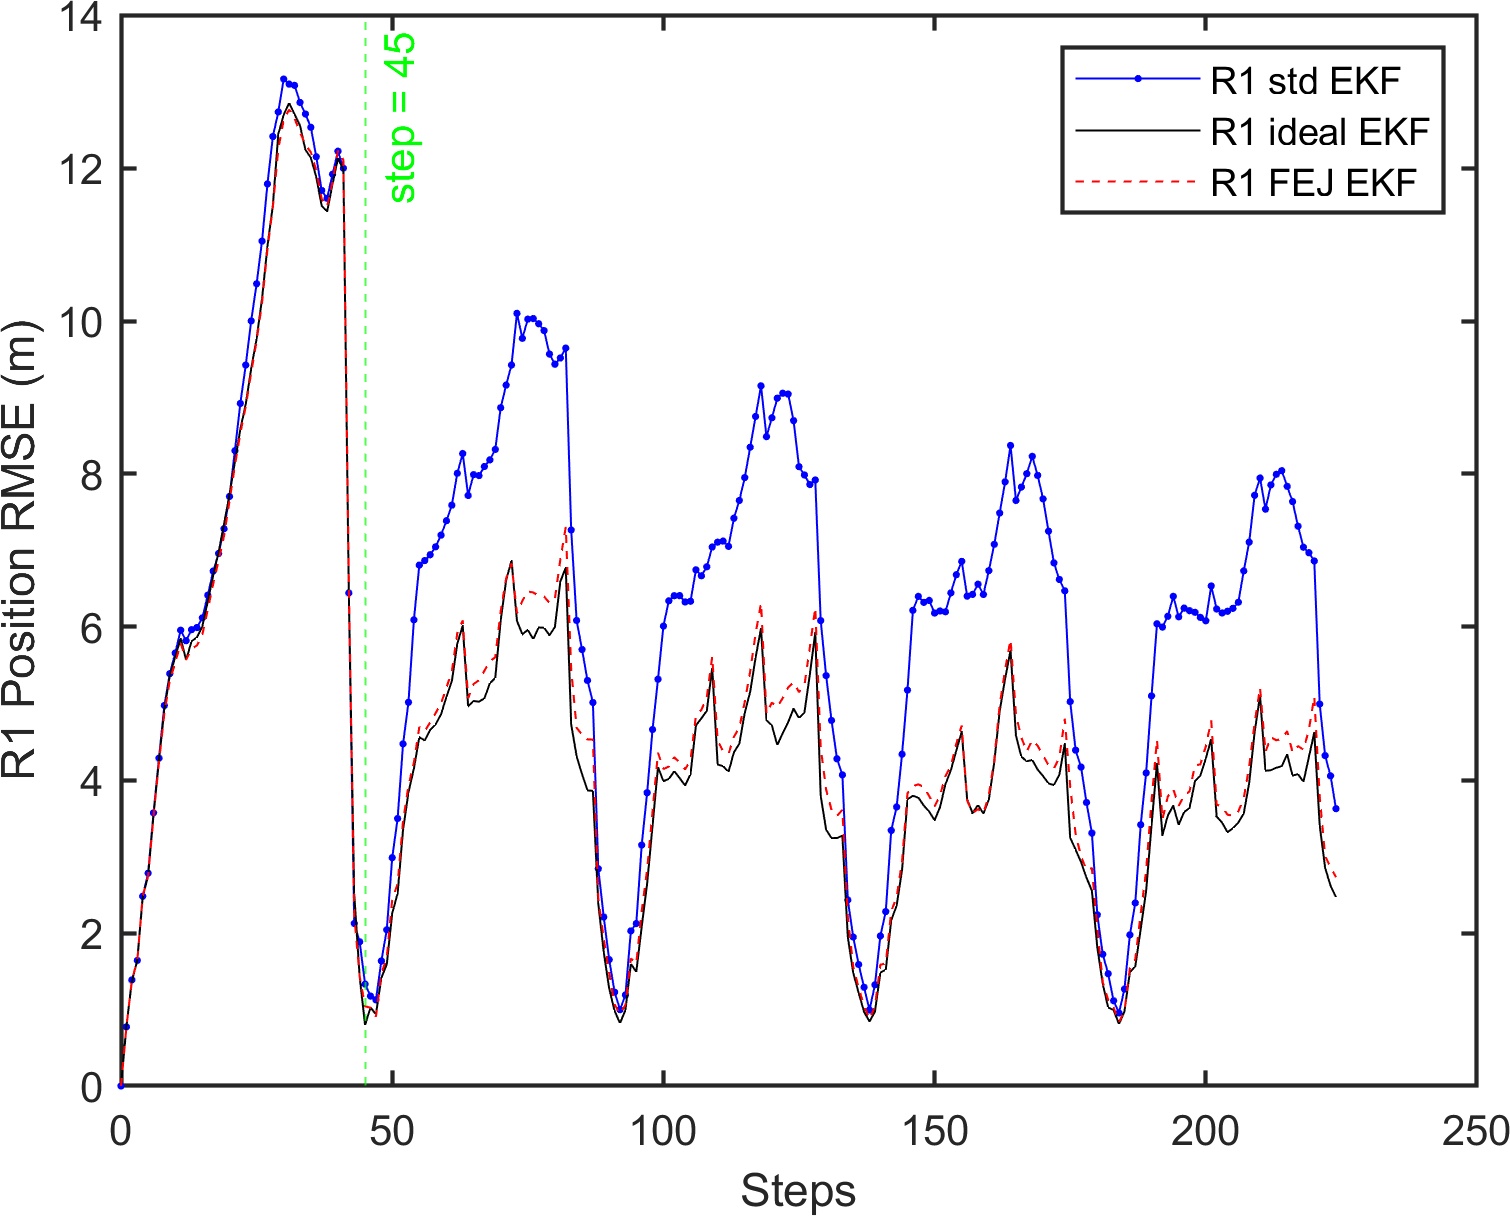 14
12
10
8
6
4
2
0
R1 Position RMSE (m)
step = 45
R1 std EKF
R1 ideal EKF
R1 FEJ EKF
0
50
100
150
200
250
Steps